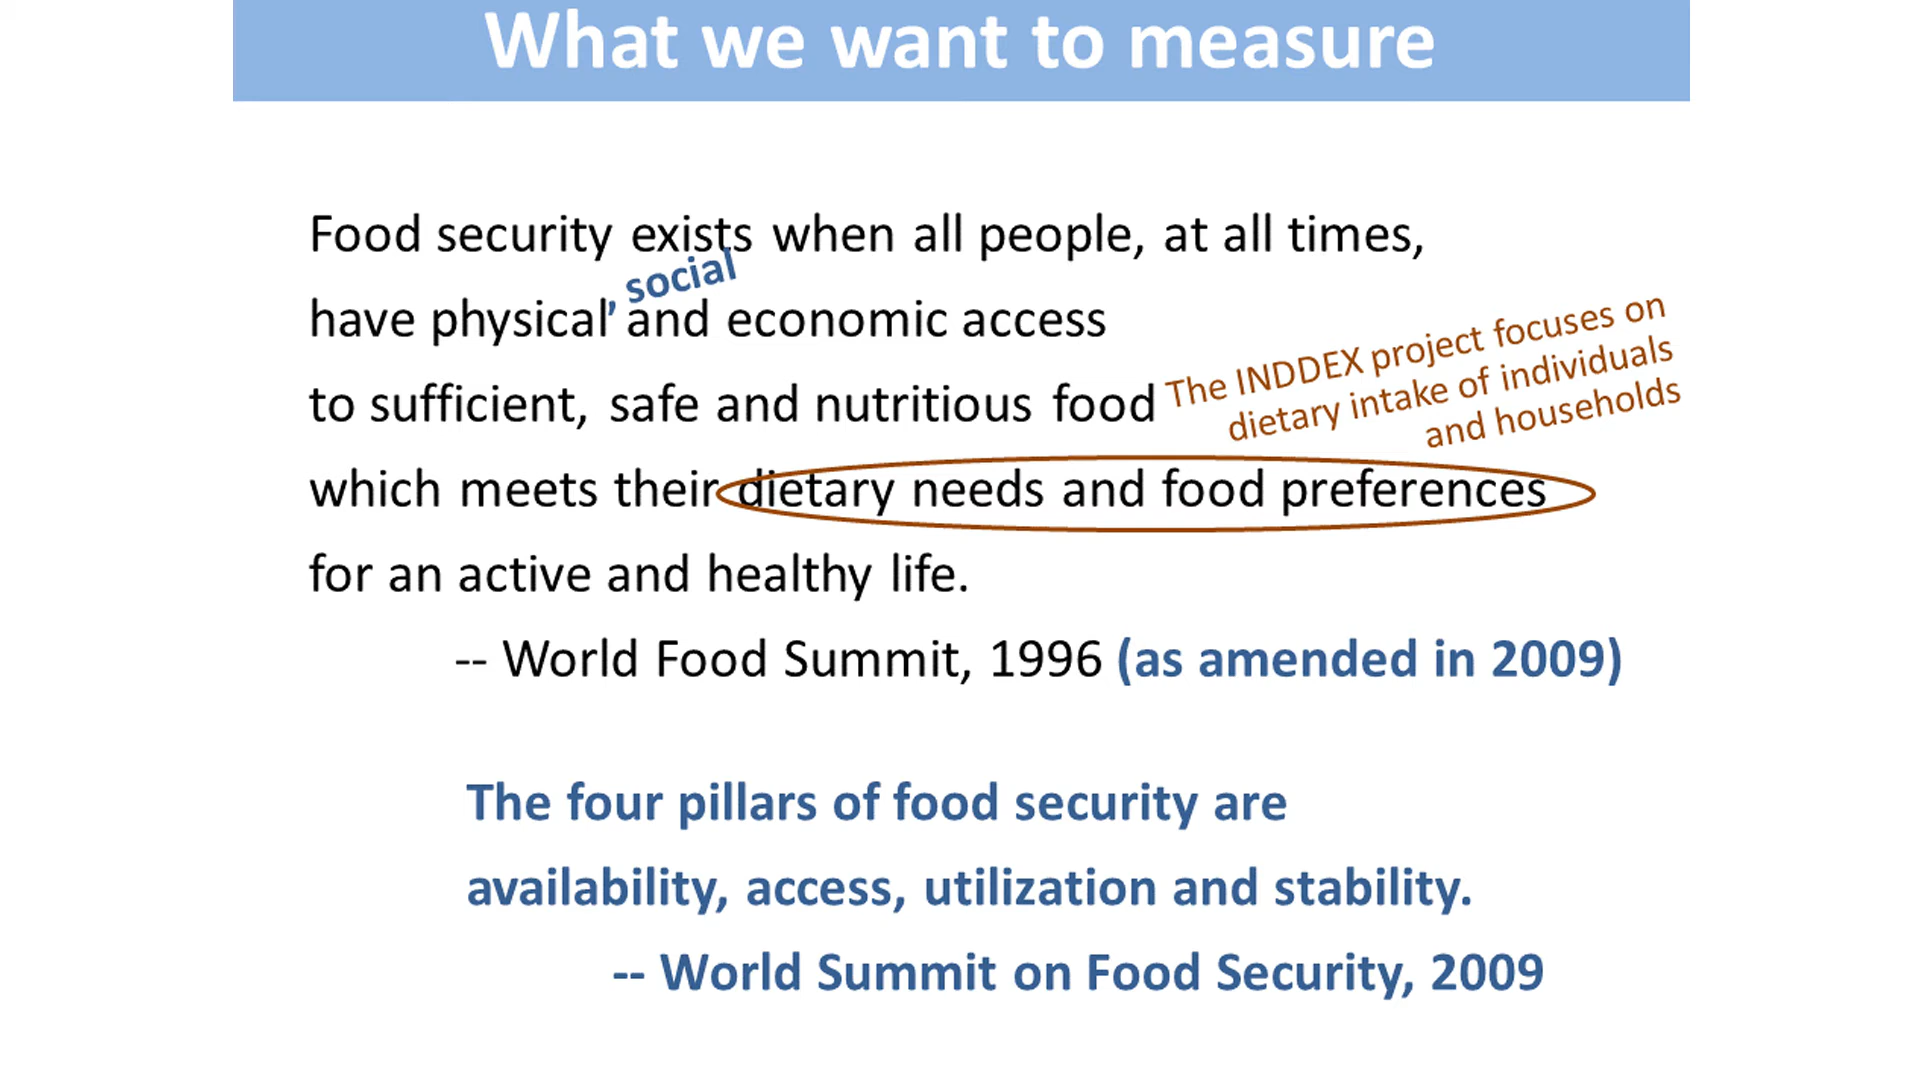 What we want to measure
Food security exists when all people, at all times,
, social
have physical and economic access
The INDDEX project focuses on
dietary intake of individuals
and households
to sufficient, safe and nutritious food
which meets their dietary needs and food preferences
for an active and healthy life.
-- World Food Summit, 1996 (as amended in 2009)
The four pillars of food security are
availability, access, utilization and stability.
-- World Summit on Food Security, 2009